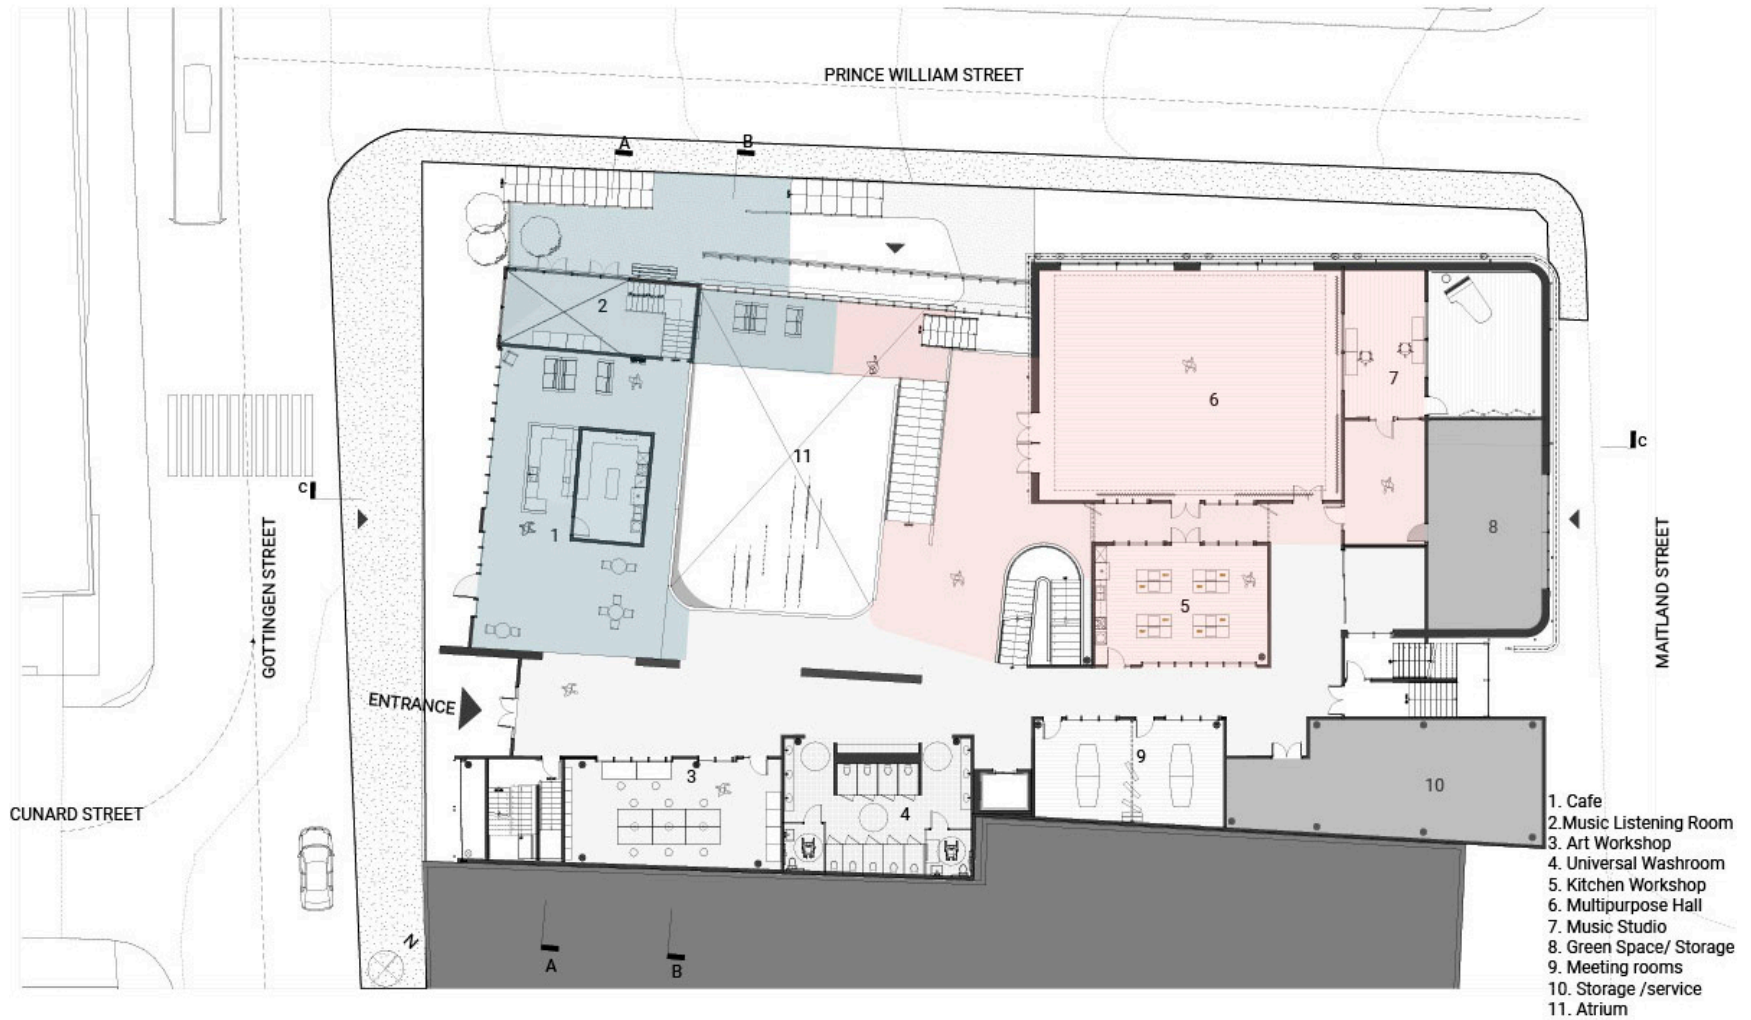 PRINCE WILLIAM STREET
A
B
2
7
6
11
C
C
1
8
5
GOTTINGEN STREET
MAITLAND STREET
ENTRANCE
3
9
10
4
CUNARD STREET
N
A
B
1. Cafe
2.Music Listening Room
3. Art Workshop
4. Universal Washroom
5. Kitchen Workshop
6. Multipurpose Hall
7. Music Studio
8. Green Space/ Storage
9. Meeting rooms
10. Storage /service
11. Atrium